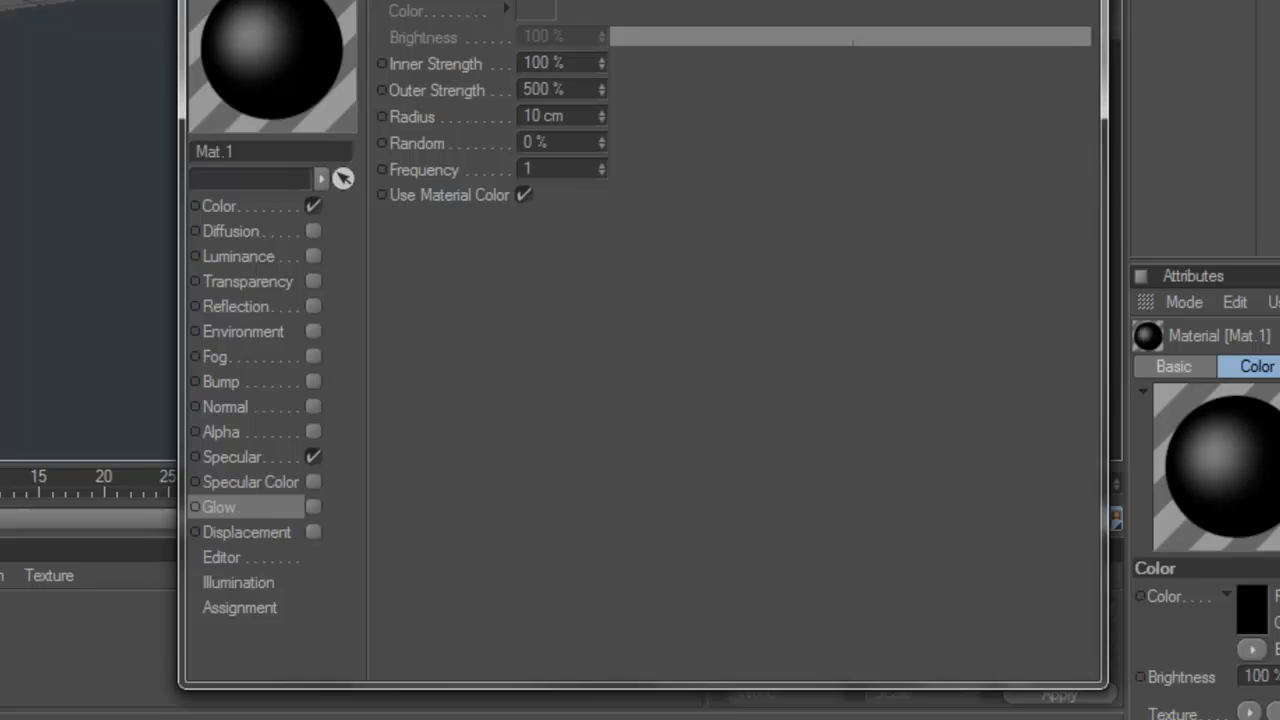 Color........
Brightness ...... 100 %
Inner Strength ... 100 %
Outer Strength ... 500 %
Radius ......... 10 cm
Random ........ 0 %
Frequency ...... 1
Use Material Color
Mat.1
Color........
Diffusion.....
Luminance ...
Transparency
Reflection....
Environment
Fog.........
Bump .......
Normal ......
Alpha .......
Specular.....
Specular Color
Glow
Displacement
Editor .......
Illumination
Assignment
15 20 25
Texture
Apply
Attributes
Mode Edit
Material [Mat.1]
Basic Color
Color
Color....
Brightness 100 %
Texture